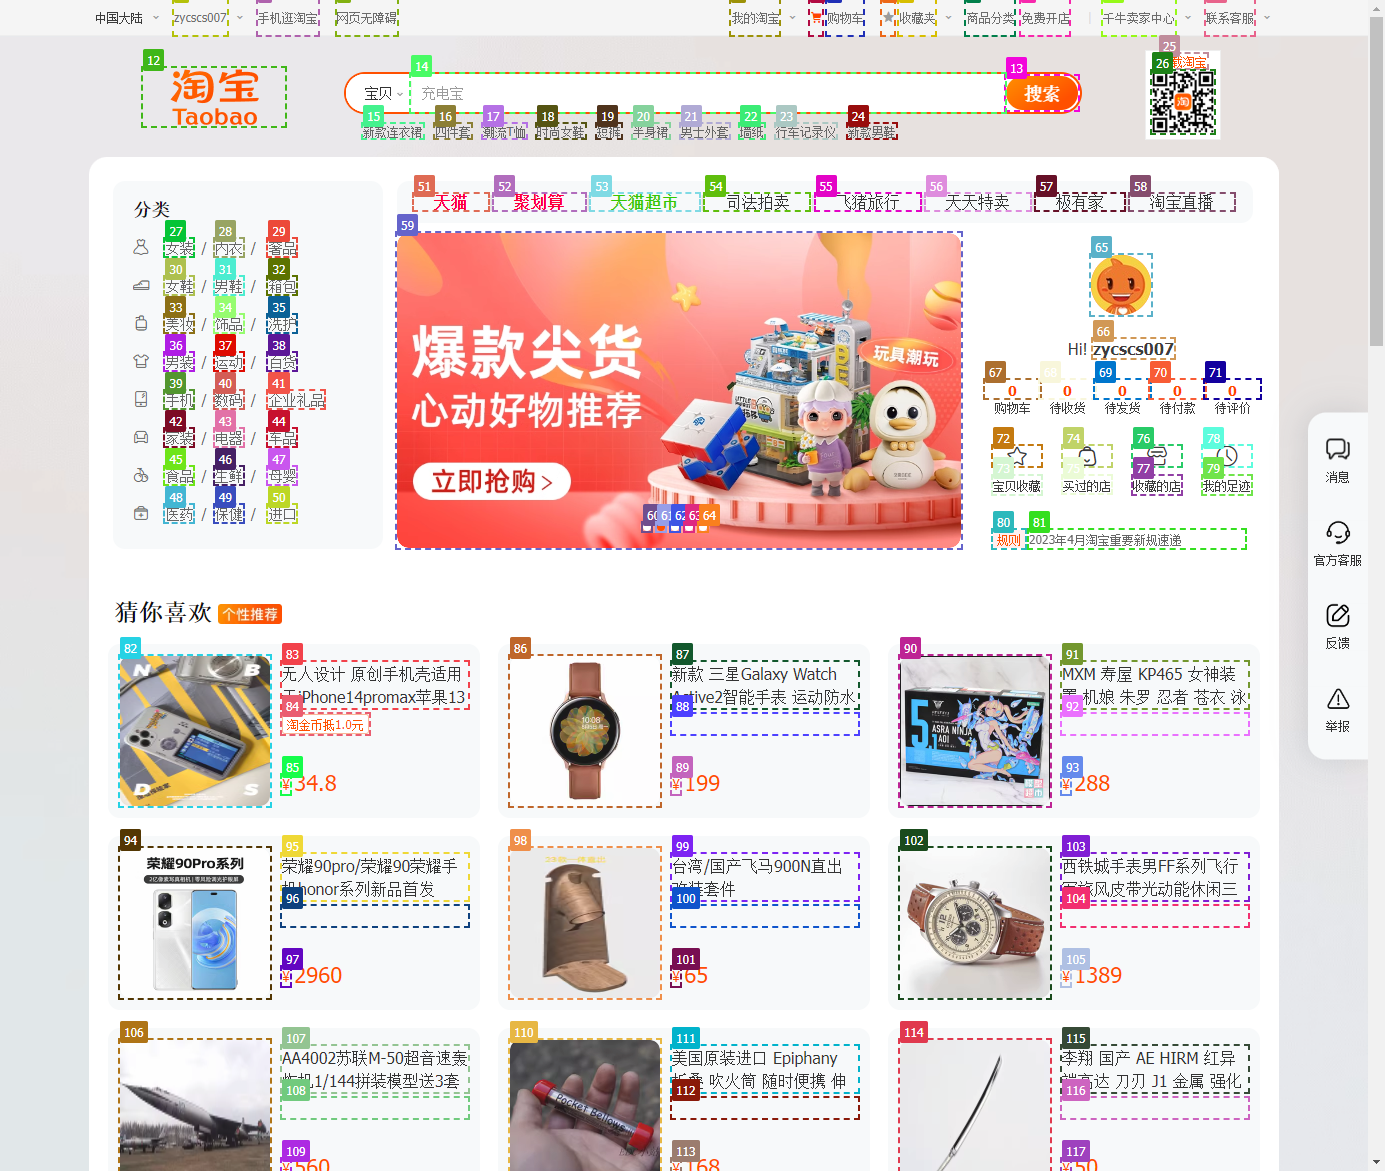 中国大陆
zycscs007
手机逛淘宝
网页无障碍
我的淘宝
购物车
收藏夹
商品分类
免费开店
千牛卖家中心
联系客服
12
淘宝
Taobao
宝贝
14
充电宝
13
搜索
25
26
淘宝
15
16
17
18
19
20
21
22
23
24
新款连衣裙
四件套
潮流T恤
时尚女鞋
短裤
半身裙
男士外套
墙纸
行车记录仪
新款男鞋
分类
27
28
29
女装 / 内衣 / 奢品
30
31
32
女鞋 / 男鞋 / 箱包
33
34
35
美妆 / 饰品 / 洗护
36
37
38
男装 / 运动 / 百货
39
40
41
手机 / 数码 / 企业礼品
42
43
44
家装 / 电器 / 车品
45
46
47
食品 / 生鲜 / 母婴
48
49
50
医药 / 保健 / 进口
51
52
53
54
55
56
57
58
天猫
聚划算
天猫超市
司法拍卖
飞猪旅行
天天特卖
极有家
淘宝直播
59
爆款尖货
心动好物推荐
立即抢购 >
玩具潮玩
60
61
62
63
64
65
66
Hi! zycscs007
67
68
69
70
71
0
0
0
0
0
购物车
待收货
待发货
待付款
待评价
72
74
76
78
73
75
77
79
宝贝收藏
买过的店
收藏的店
我的足迹
80
81
规则
2023年4月淘宝重要新规速递
消息
官方客服
反馈
举报
猜你喜欢
个性推荐
82
N B
D S
83
无人设计 原创手机壳适用
于iPhone14promax苹果13
84
淘金币抵1.0元
85
¥34.8
86
10:08
87
新款 三星Galaxy Watch
Active2智能手表 运动防水
88
89
¥199
90
5.1
ASRA NINJA
AOI
91
MXM 寿屋 KP465 女神装
置 机娘 朱罗 忍者 苍衣 泳
92
93
¥288
94
荣耀90Pro系列
95
荣耀90pro/荣耀90荣耀手
机honor系列新品首发
96
97
¥2960
98
99
台湾/国产飞马900N直出
改装套件
100
101
¥65
102
103
西铁城手表男FF系列飞行
军旅风皮带光动能休闲三
104
105
¥1389
106
107
AA4002苏联M-50超音速轰
炸机1/144拼装模型送3套
108
109
¥560
110
Pocket Bellows
111
美国原装进口 Epiphany
折叠 吹火筒 随时便携 伸
112
113
¥168
114
115
李翔 国产 AE HIRM 红异
端高达 刀刃 J1 金属 强化
116
117
¥50